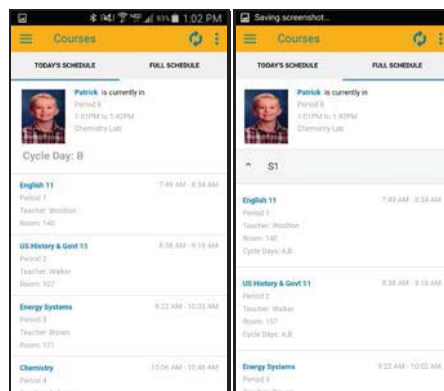 1:02 PM
Courses
TODAY'S SCHEDULE FULL SCHEDULE
Patrick is currently in
Period 8
1:01PM to 1:42PM
Chemistry Lab
Cycle Day: B
English 11 7:49 AM - 8:34 AM
Period 1
Teacher: Woolton
Room: 140
US History & Govt 11 8:38 AM - 9:18 AM
Period 2
Teacher: Walker
Room: 107
Energy Systems 9:22 AM - 10:02 AM
Period 3
Teacher: Brown
Room: 121
Chemistry 10:06 AM - 10:46 AM
Period 4
Saving screenshot...
Courses
TODAY'S SCHEDULE FULL SCHEDULE
Patrick is currently in
Period 8
1:01PM to 1:42PM
Chemistry Lab
S1
English 11 7:49 AM - 8:34 AM
Period 1
Teacher: Woolton
Room: 140
Cycle Days: A,B
US History & Govt 11 8:38 AM - 9:18 AM
Period 2
Teacher: Walker
Room: 107
Cycle Days: A,B
Energy Systems 9:22 AM - 10:02 AM
Period 3